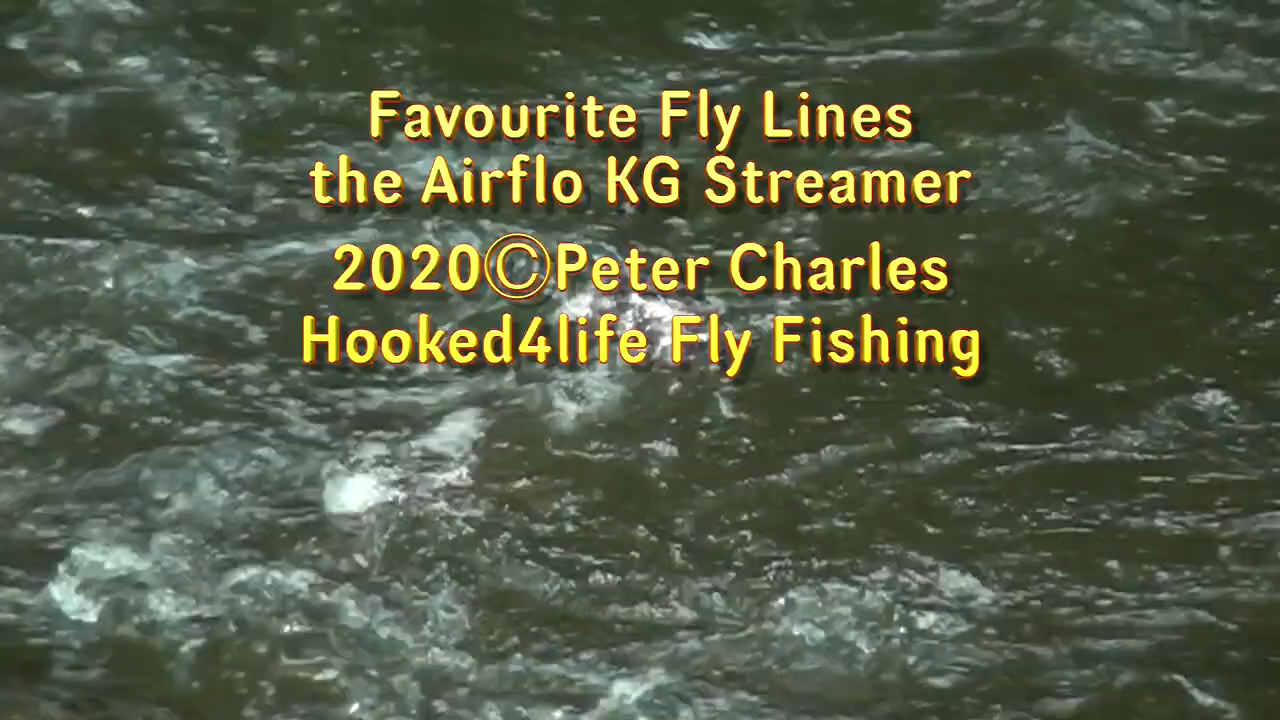 Favourite Fly Lines
the Airflo KG Streamer
2020©Peter Charles
Hooked4life Fly Fishing